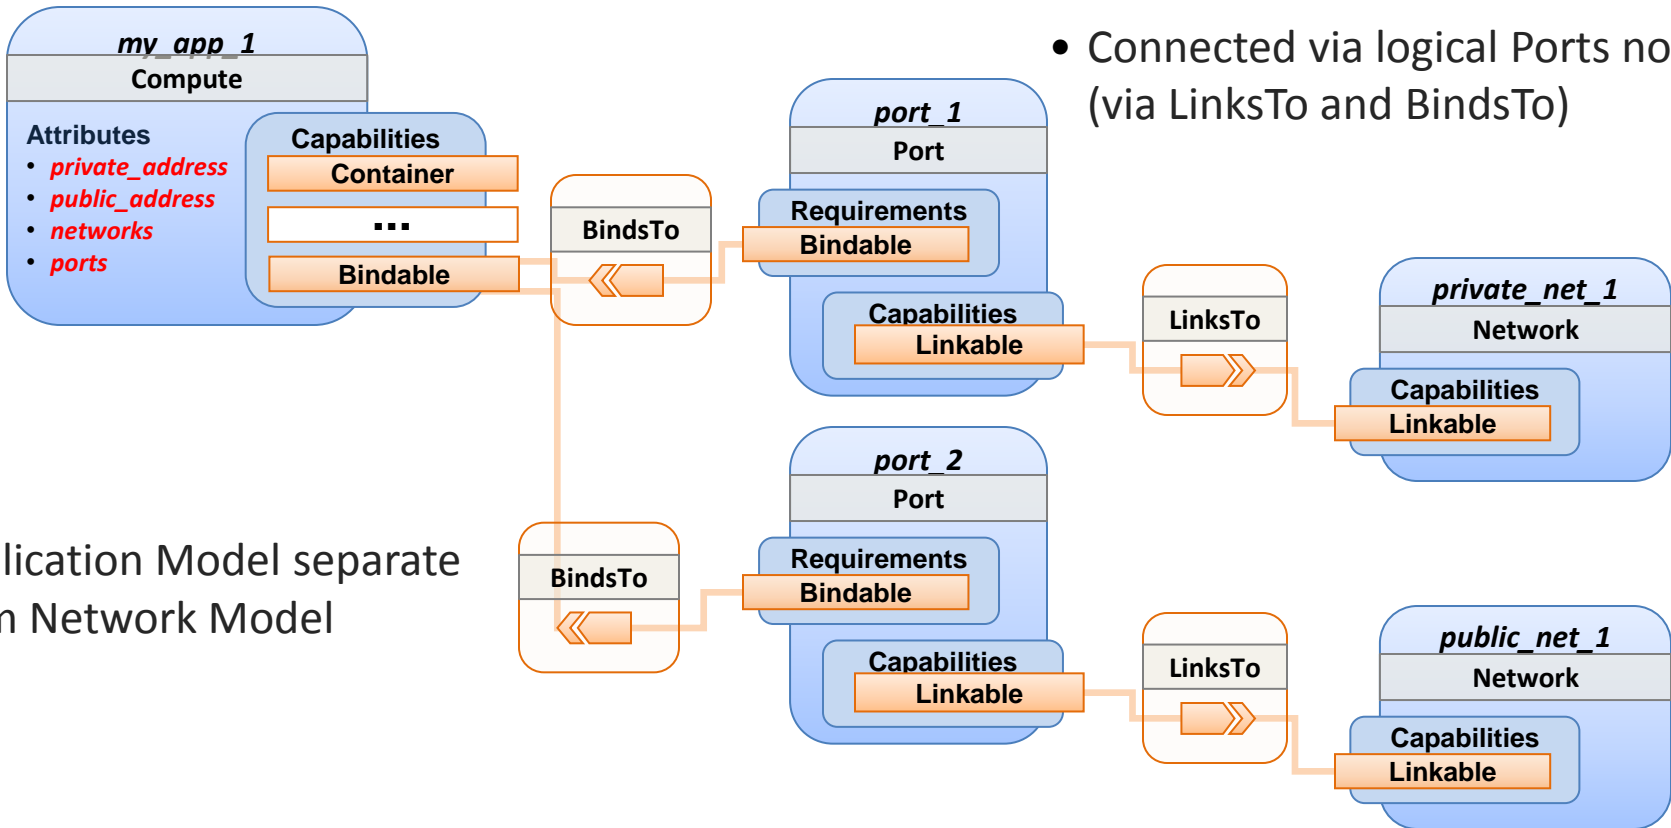 my_app_1
Compute
Attributes
• private_address
• public_address
• networks
• ports
Capabilities
Container
...
Bindable
BindsTo
port_1
Port
Requirements
Bindable
Capabilities
Linkable
• Connected via logical Ports no
(via LinksTo and BindsTo)
LinksTo
private_net_1
Network
Capabilities
Linkable
lication Model separate
Network Model
BindsTo
port_2
Port
Requirements
Bindable
Capabilities
Linkable
LinksTo
public_net_1
Network
Capabilities
Linkable